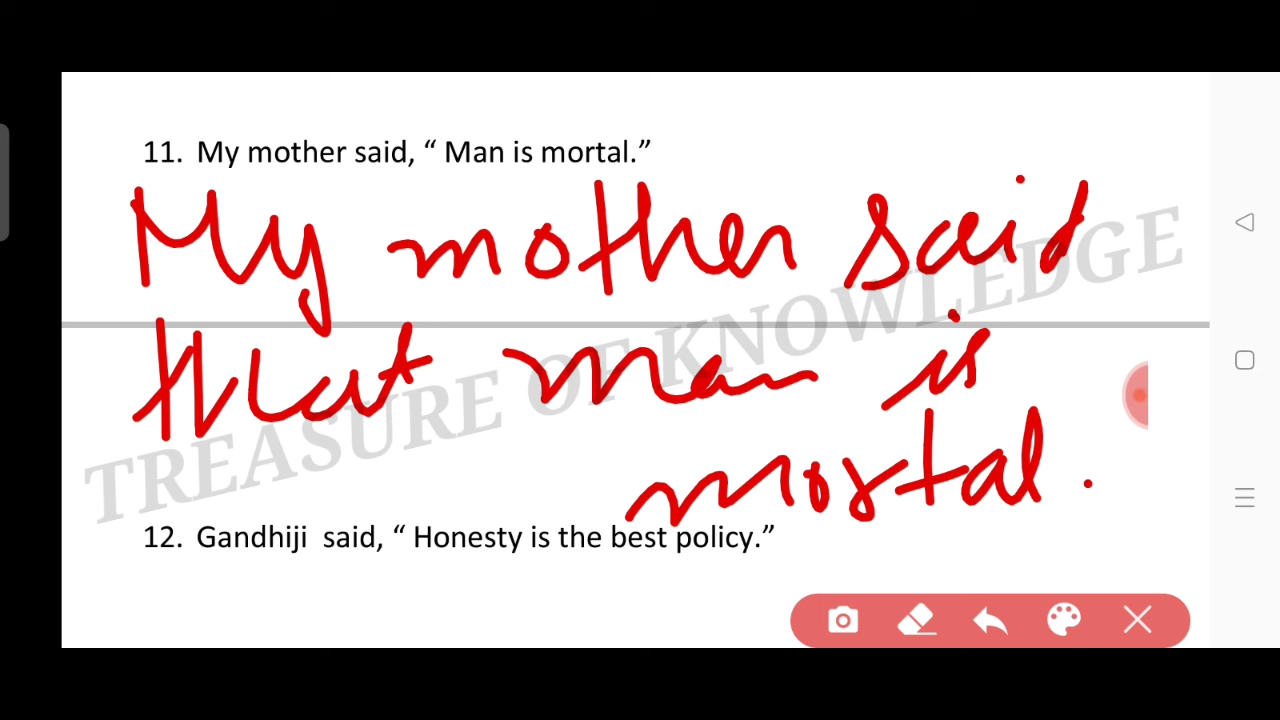 11. My mother said, “ Man is mortal.”
My mother said
that man is
mortal.
TREASURE OF KNOWLEDGE
12. Gandhiji said, “ Honesty is the best policy.”